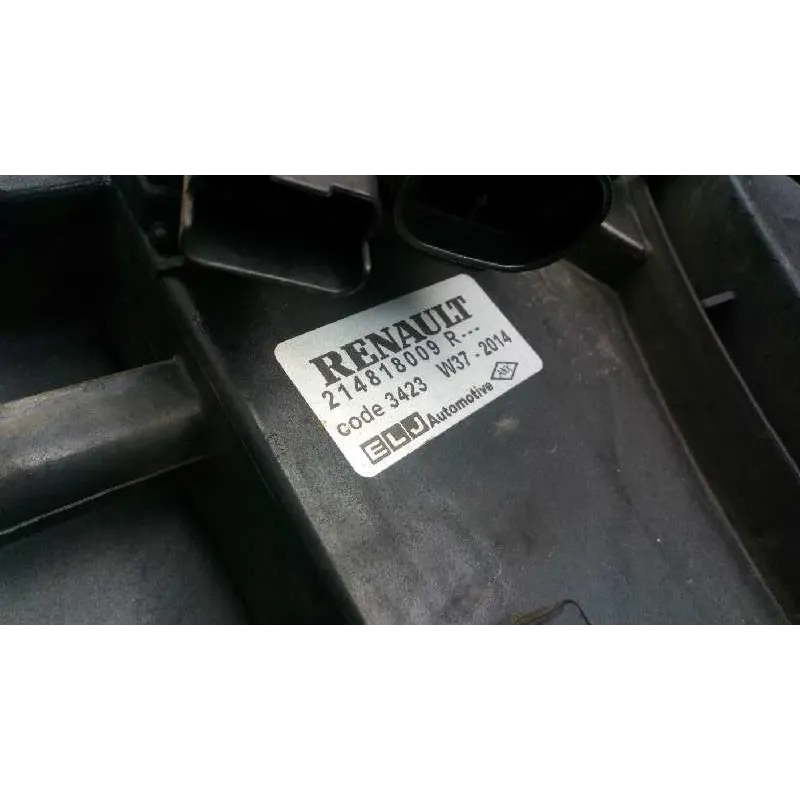 RENAULT
214818009 R---
code 3423 W37-2014
ELJ Automotive